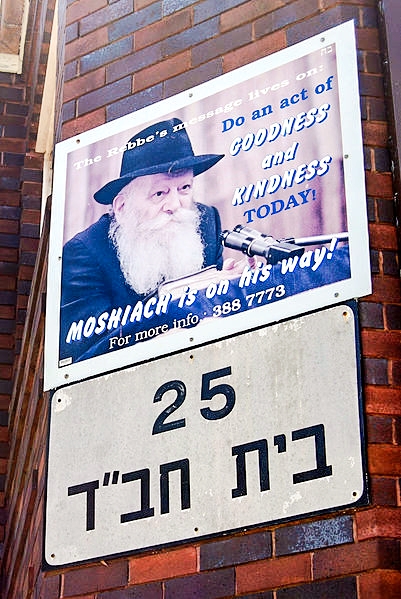 בה
The Rebbe's message lives on:
Do an act of
GOODNESS
and
KINDNESS
TODAY!
MOSHIACH is on his way!
For more info · 388 7773
25
בית חב"ד